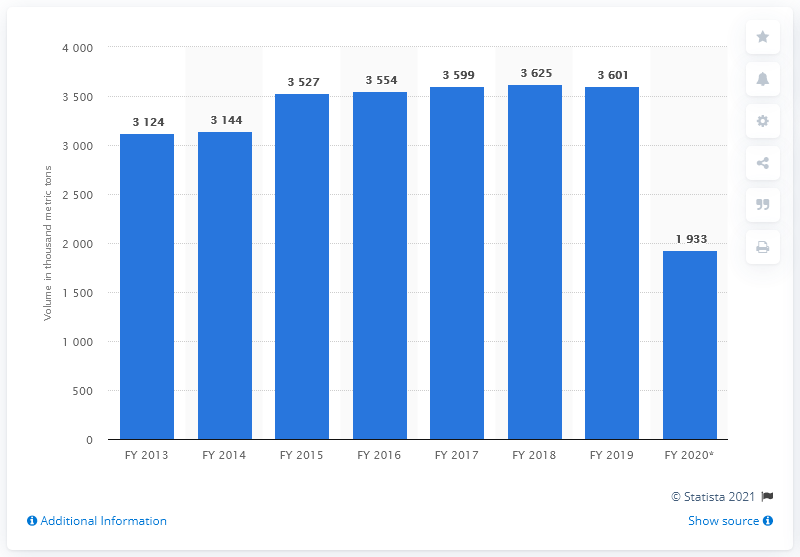 4 000
3 500
3 000
2 500
2 000
1 500
1 000
500
0
Volume in thousand metric tons
3 124
3 144
3 527
3 554
3 599
3 625
3 601
1 933
FY 2013
FY 2014
FY 2015
FY 2016
FY 2017
FY 2018
FY 2019
FY 2020*
© Statista 2021
Additional Information
Show source